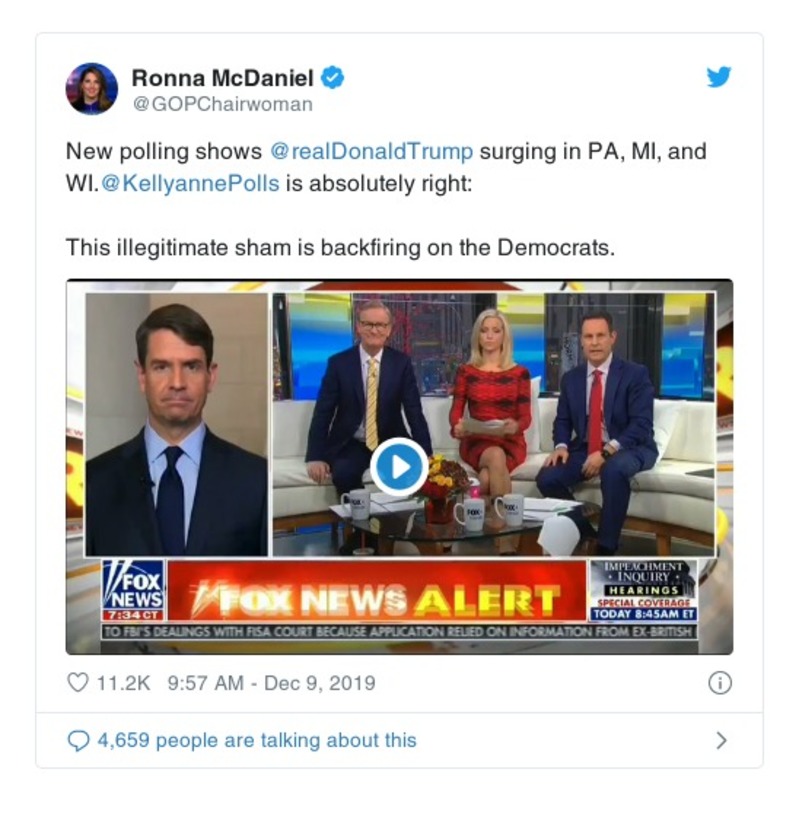 Ronna McDaniel
@GOPChairwoman
New polling shows @realDonaldTrump surging in PA, MI, and
WI.@KellyannePolls is absolutely right:
This illegitimate sham is backfiring on the Democrats.
FOX
NEWS
7:34 CT
FOX NEWS ALERT
IMPEACHMENT
• INQUIRY •
HEARINGS
SPECIAL COVERAGE
TODAY 8:45AM ET
TO FBI'S DEALINGS WITH FISA COURT BECAUSE APPLICATION RELIED ON INFORMATION FROM EX-BRITISH
11.2K 9:57 AM - Dec 9, 2019
4,659 people are talking about this